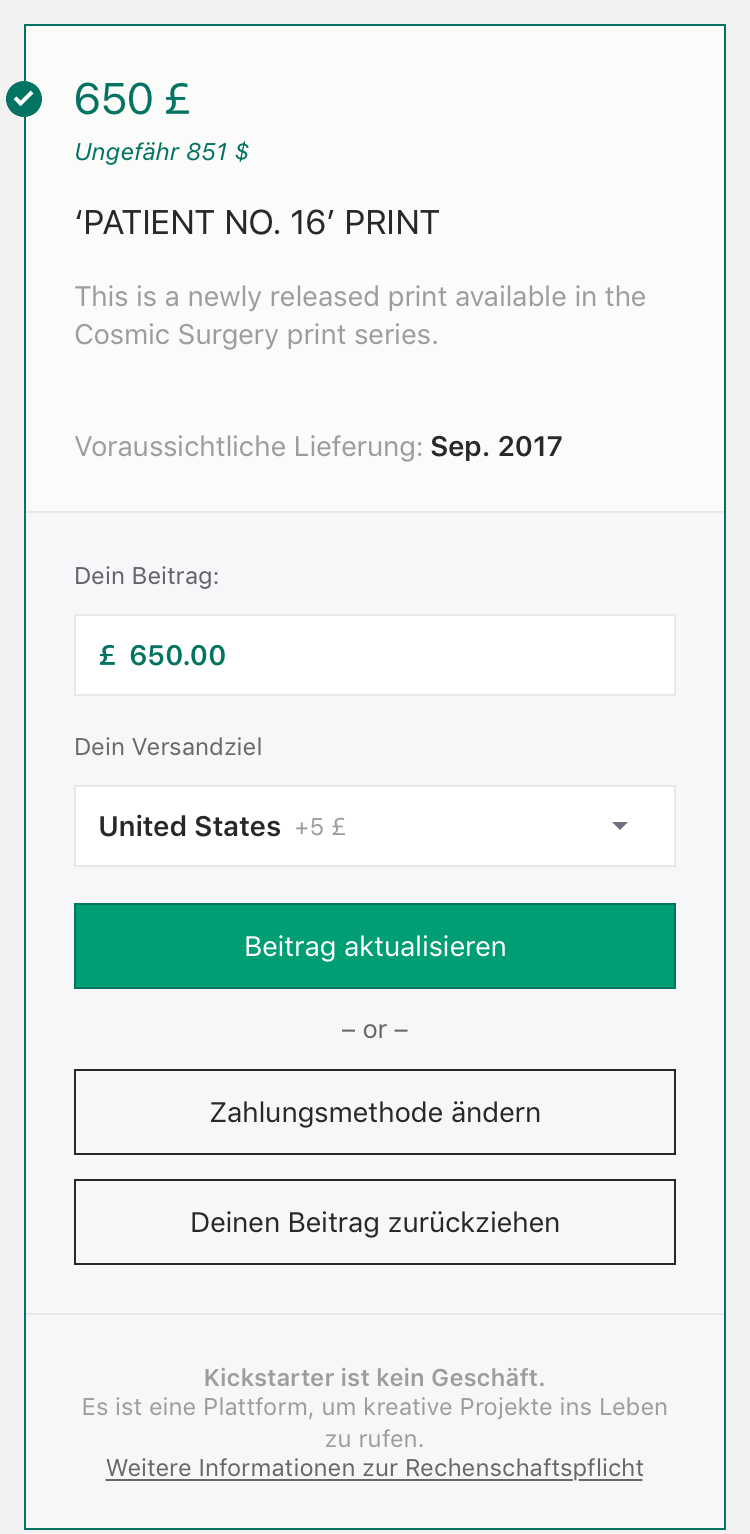 650 £
Ungefähr 851 $
‘PATIENT NO. 16’ PRINT
This is a newly released print available in the
Cosmic Surgery print series.
Voraussichtliche Lieferung: Sep. 2017
Dein Beitrag:
£ 650.00
Dein Versandziel
United States +5 £
Beitrag aktualisieren
– or –
Zahlungsmethode ändern
Deinen Beitrag zurückziehen
Kickstarter ist kein Geschäft.
Es ist eine Plattform, um kreative Projekte ins Leben
zu rufen.
Weitere Informationen zur Rechenschaftspflicht